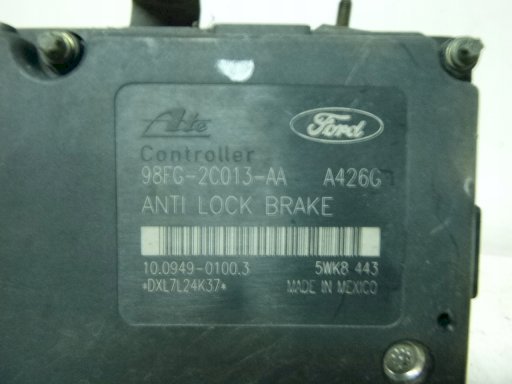 Ate Ford
Controller
98FG-2C013-AA A426G
ANTI LOCK BRAKE
10.0949-0100.3 5WK8 443
*DXL7L24K37* MADE IN MEXICO